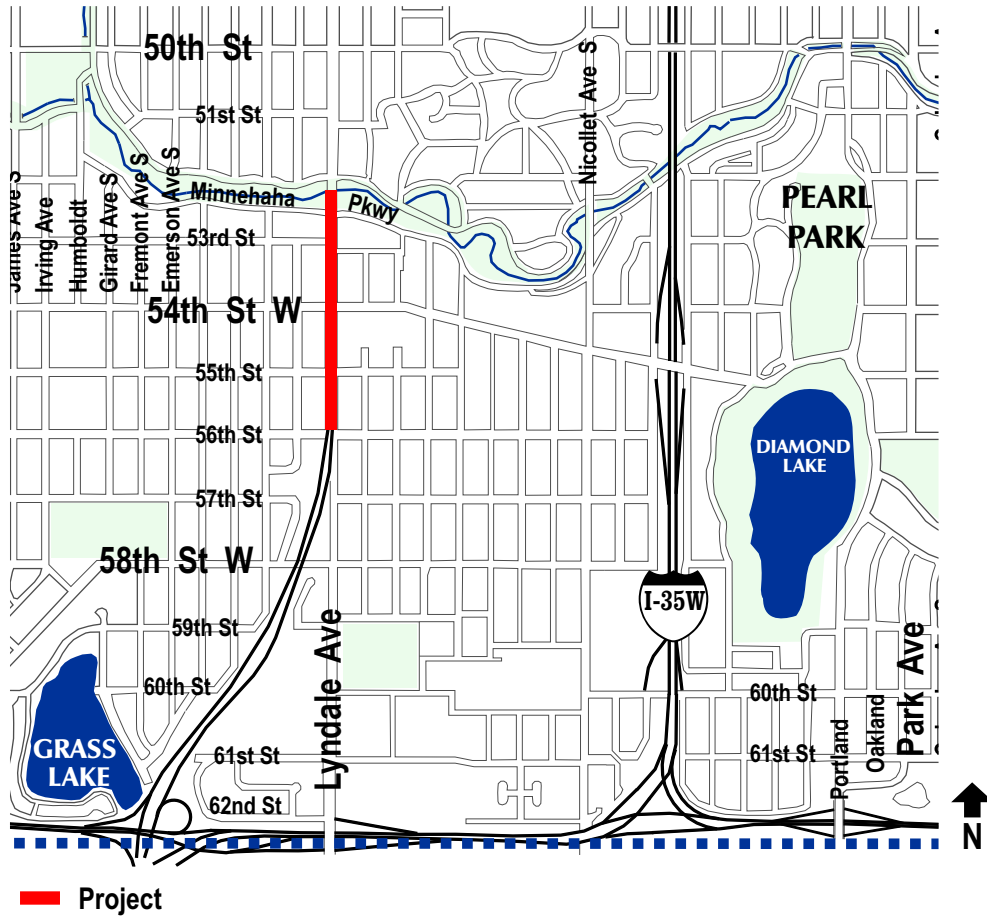 50th St
51st St
Nicollet Ave S
Minnehaha
Pkwy
PEARL
PARK
James Ave S
Irving Ave
Humboldt
Girard Ave S
Fremont Ave S
Emerson Ave S
53rd St
54th St W
55th St
56th St
DIAMOND
LAKE
57th St
58th St W
I-35W
59th St
60th St
60th St
Lyndale Ave
Portland
Oakland
Park Ave
GRASS
LAKE
61st St
61st St
62nd St
N
Project